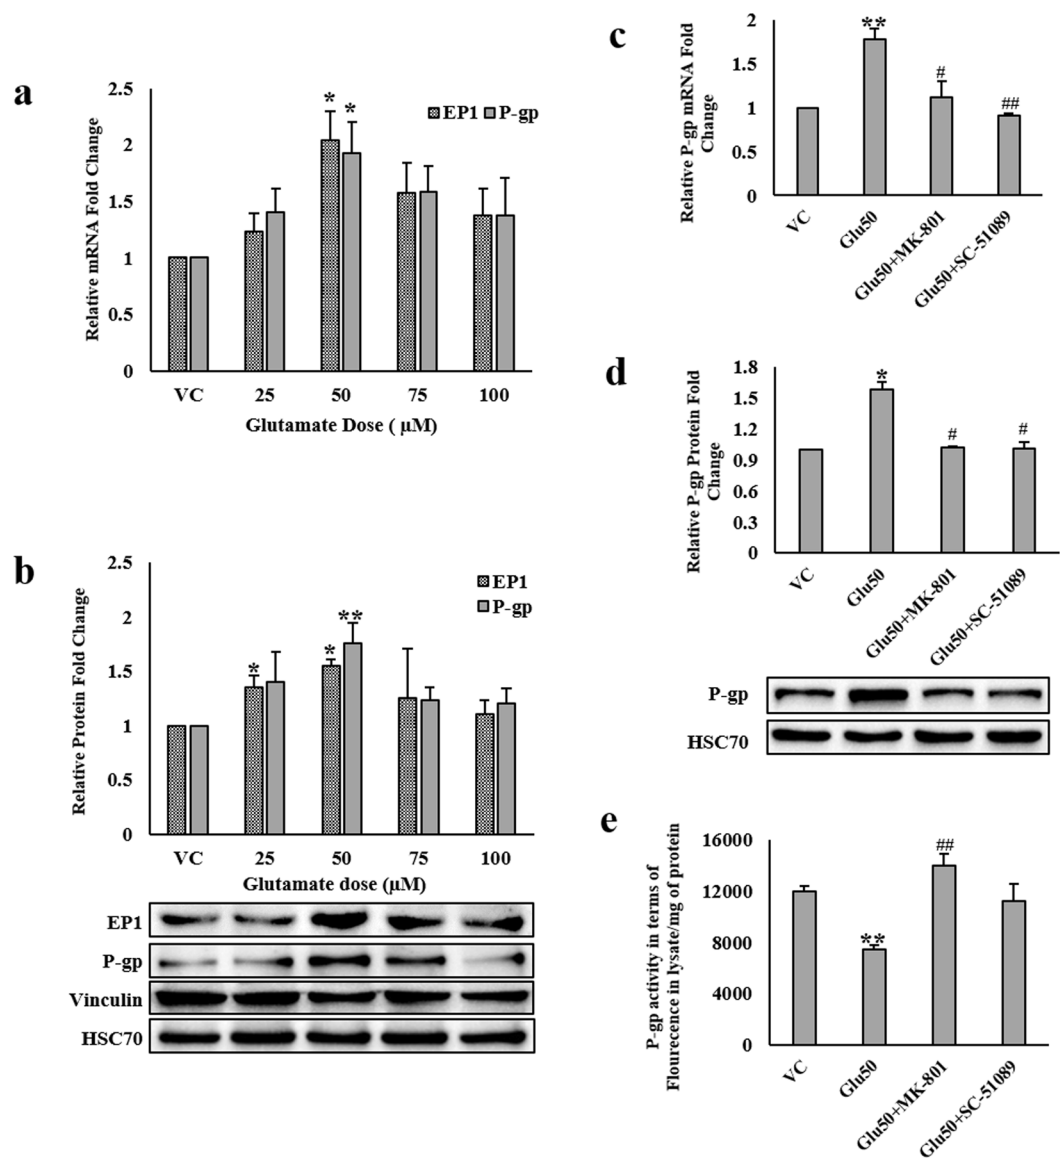 a
Relative mRNA Fold Change
2.5
2
1.5
1
0.5
0
EP1 P-gp
* *
VC 25 50 75 100
Glutamate Dose ( µM)
b
Relative Protein Fold Change
2.5
2
1.5
1
0.5
0
EP1
P-gp
* * **
VC 25 50 75 100
Glutamate dose (µM)
EP1
P-gp
Vinculin
HSC70
c
Relative P-gp mRNA Fold
Change
2
1.5
1
0.5
0
** # ##
VC
Glu50
Glu50+MK-801
Glu50+SC-51089
d
Relative P-gp Protein Fold
Change
1.8
1.5
1.2
0.9
0.6
0.3
0
* # #
VC
Glu50
Glu50+MK-801
Glu50+SC-51089
P-gp
HSC70
e
P-gp activity in terms of
Flourecence in lysate/mg of protein
16000
12000
8000
4000
0
** ##
VC
Glu50
Glu50+MK-801
Glu50+SC-51089